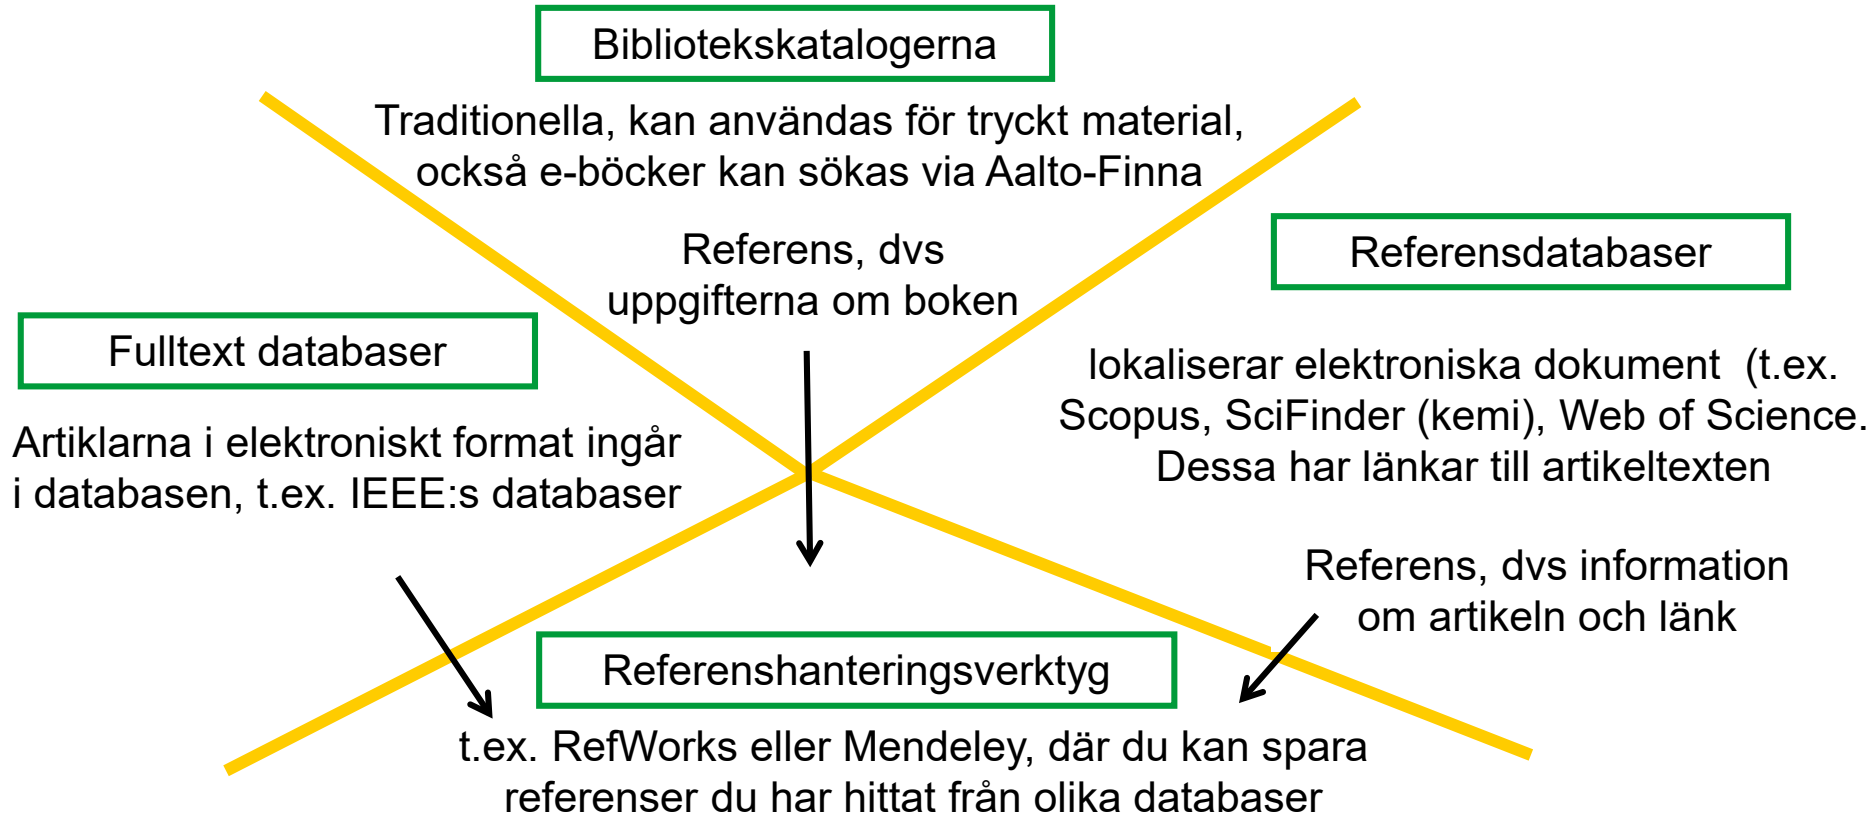 Bibliotekskatalogerna
Traditionella, kan användas för tryckt material,
också e-böcker kan sökas via Aalto-Finna
Referens, dvs
uppgifterna om boken
Fulltext databaser
Artiklarna i elektroniskt format ingår
i databasen, t.ex. IEEE:s databaser
Referensdatabaser
lokaliserar elektroniska dokument  (t.ex.
Scopus, SciFinder (kemi), Web of Science.
Dessa har länkar till artikeltexten
Referens, dvs information
om artikeln och länk
Referenshanteringsverktyg
t.ex. RefWorks eller Mendeley, där du kan spara
referenser du har hittat från olika databaser